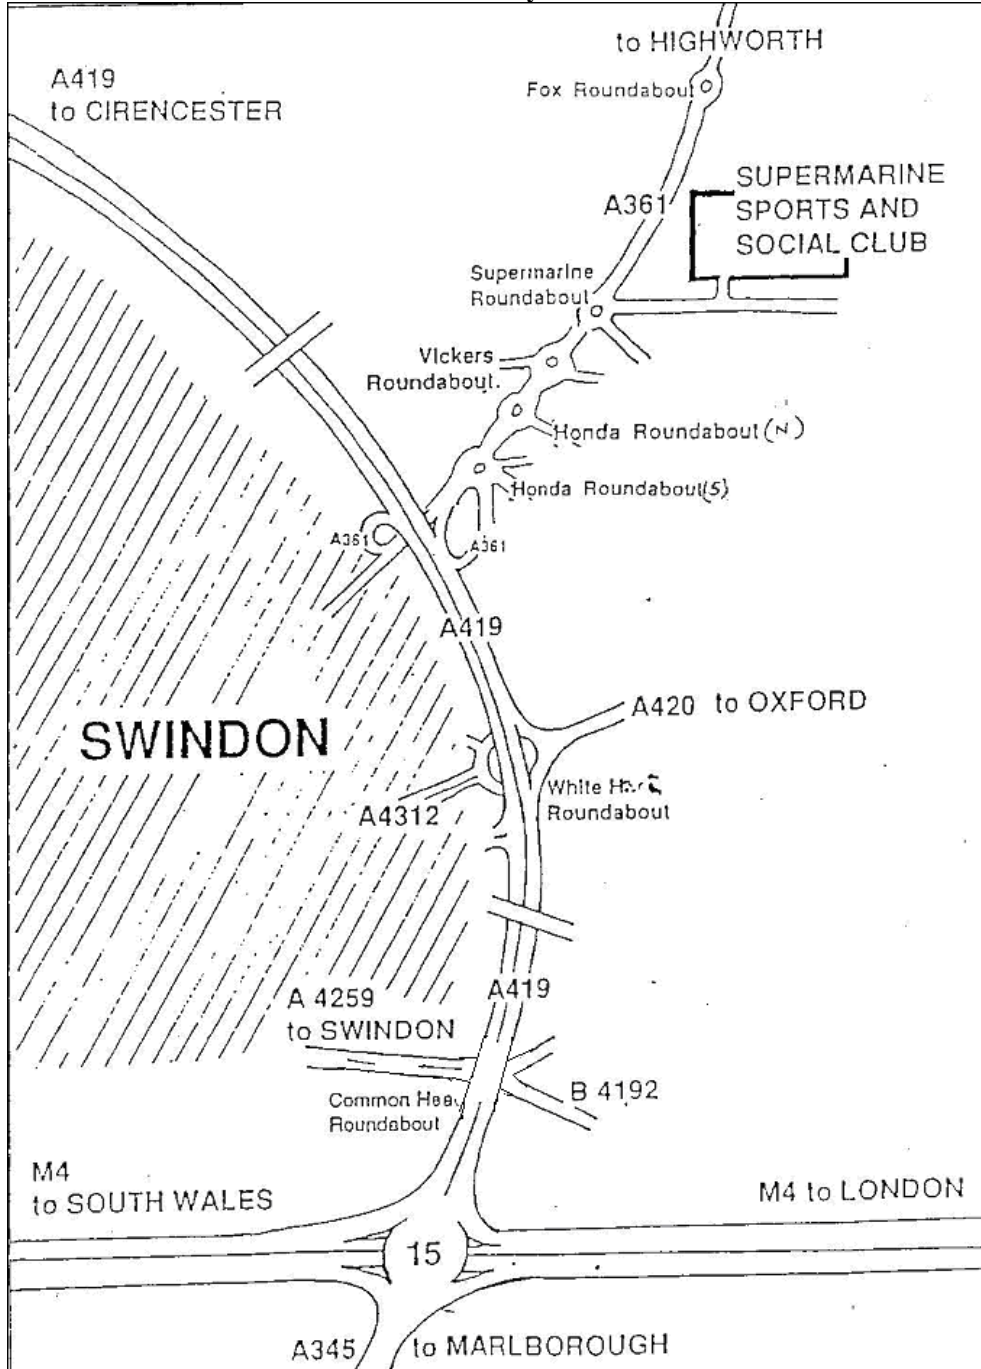 to HIGHWORTH
Fox Roundabout
A419
to CIRENCESTER
SUPERMARINE
SPORTS AND
SOCIAL CLUB
A361
Supermarine
Roundabout
Vickers
Roundabout.
Honda Roundabout (N)
Honda Roundabout (S)
A361
A361
A419
A420 to OXFORD
SWINDON
White
Roundabout
A4312
A419
A 4259
to SWINDON
B 4192
Common
Roundabout
M4
to SOUTH WALES
M4 to LONDON
15
A345 to MARLBOROUGH